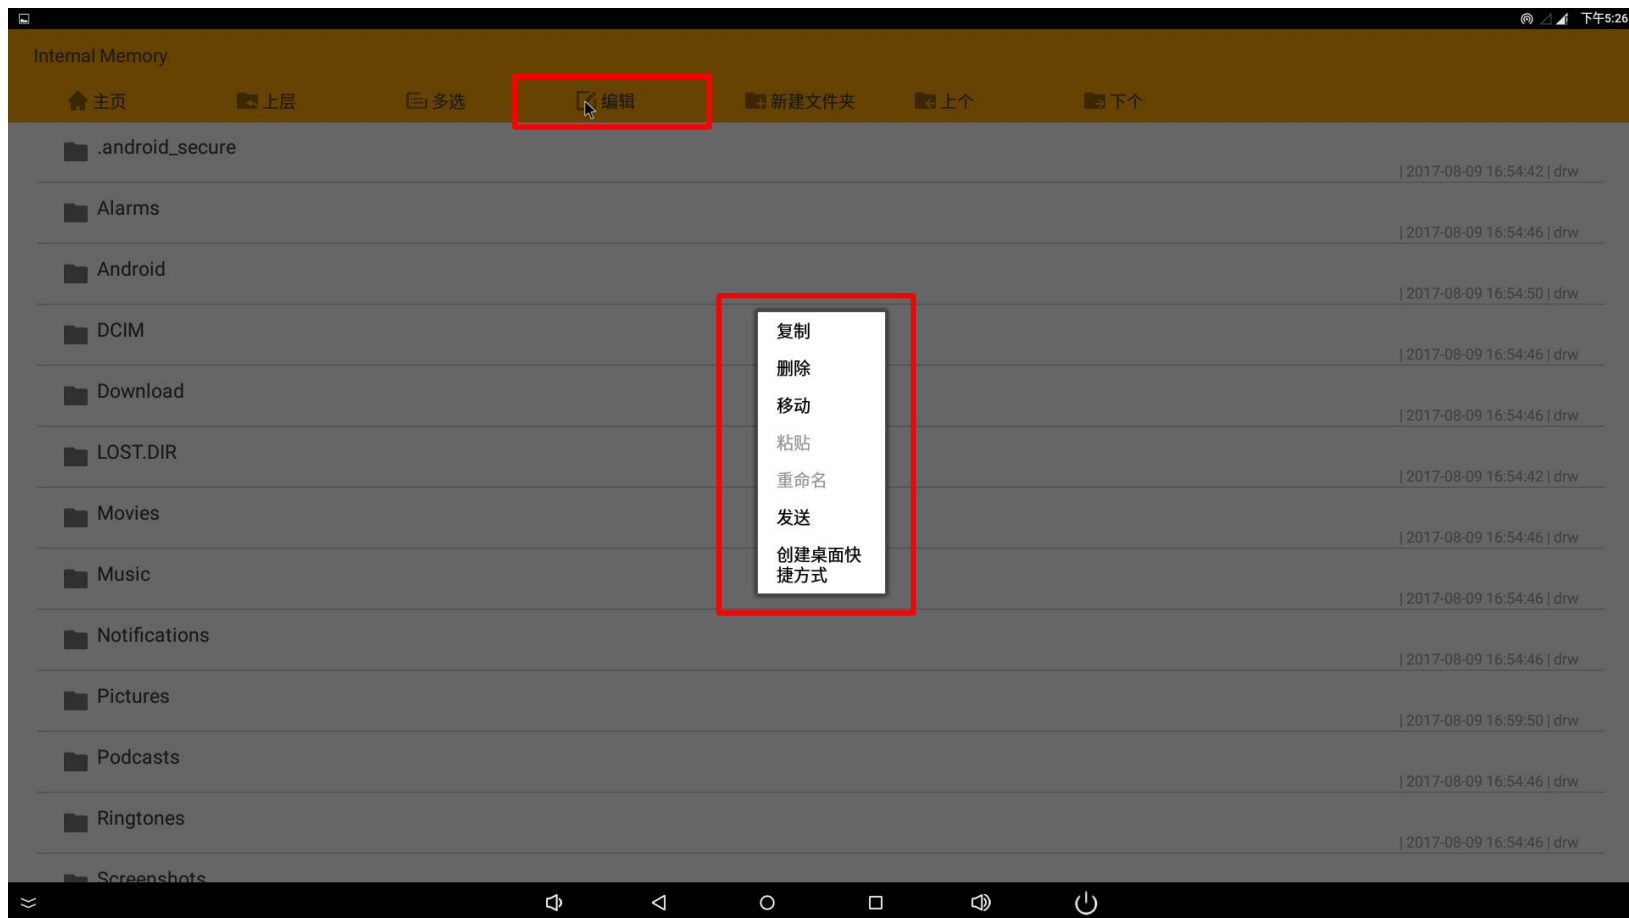 下午5:26
Internal Memory
主页 上层 多选 编辑 新建文件夹 上个 下个
.android_secure
| 2017-08-09 16:54:42 | drw
Alarms
| 2017-08-09 16:54:46 | drw
Android
| 2017-08-09 16:54:50 | drw
DCIM
| 2017-08-09 16:54:46 | drw
Download
| 2017-08-09 16:54:46 | drw
LOST.DIR
| 2017-08-09 16:54:42 | drw
Movies
| 2017-08-09 16:54:46 | drw
Music
| 2017-08-09 16:54:46 | drw
Notifications
| 2017-08-09 16:54:46 | drw
Pictures
| 2017-08-09 16:59:50 | drw
Podcasts
| 2017-08-09 16:54:46 | drw
Ringtones
| 2017-08-09 16:54:46 | drw
Screenshots
复制
删除
移动
粘贴
重命名
发送
创建桌面快
捷方式